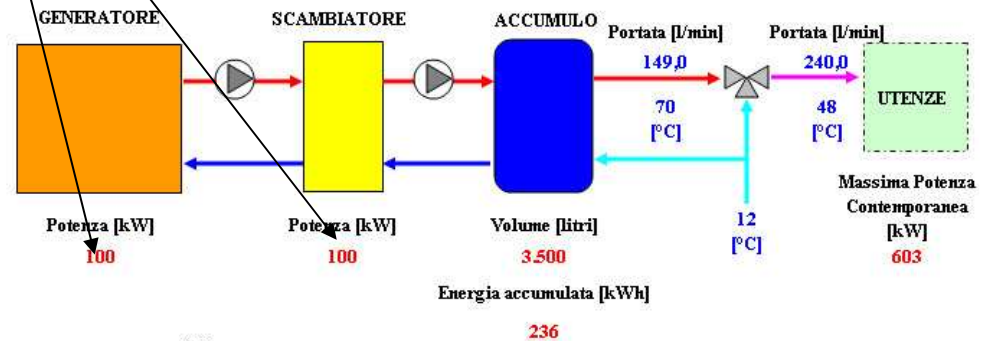 GENERATORE
SCAMBIATORE
ACCUMULO
Portata [l/min]
Portata [l/min]
149,0
240,0
70
[°C]
48
[°C]
UTENZE
Potenza [kW]
100
Potenza [kW]
100
Volume [litri]
3.500
12
[°C]
Massima Potenza
Contemporanea
[kW]
603
Energia accumulata [kWh]
236